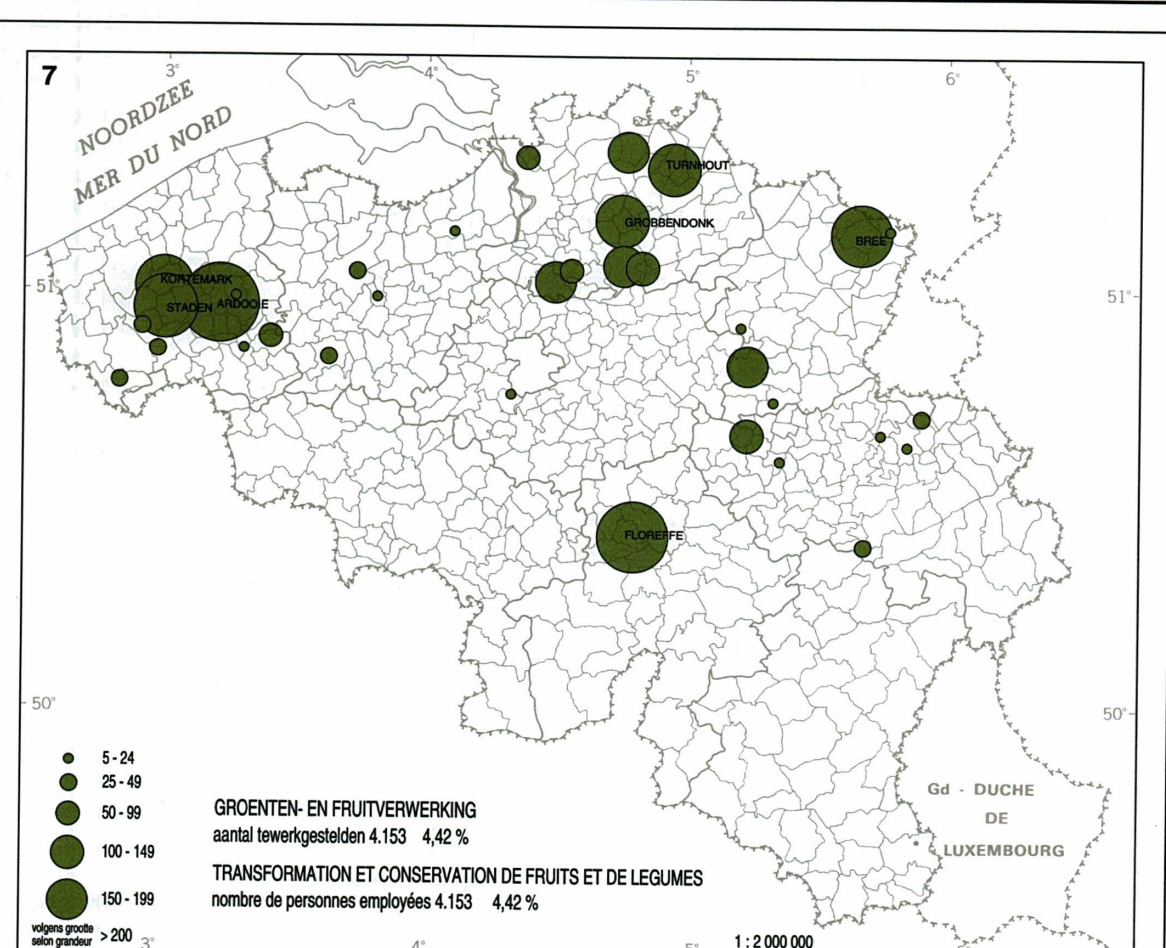 7
3°
4°
5°
6°
NOORDZEE
MER DU NORD
TURNHOUT
GROBBENDONK
BREE
51°
51°
KORTEMARK
STADEN
ARDOOIE
FLOREFFE
50°
50°
5 - 24
25 - 49
50 - 99
100 - 149
150 - 199
volgens grootte
selon grandeur
> 200
GROENTEN- EN FRUITVERWERKING
aantal tewerkgestelden 4.153 4,42 %
TRANSFORMATION ET CONSERVATION DE FRUITS ET DE LEGUMES
nombre de personnes employées 4.153 4,42 %
Gd - DUCHE
DE
LUXEMBOURG
3°
4°
5°
1 : 2 000 000